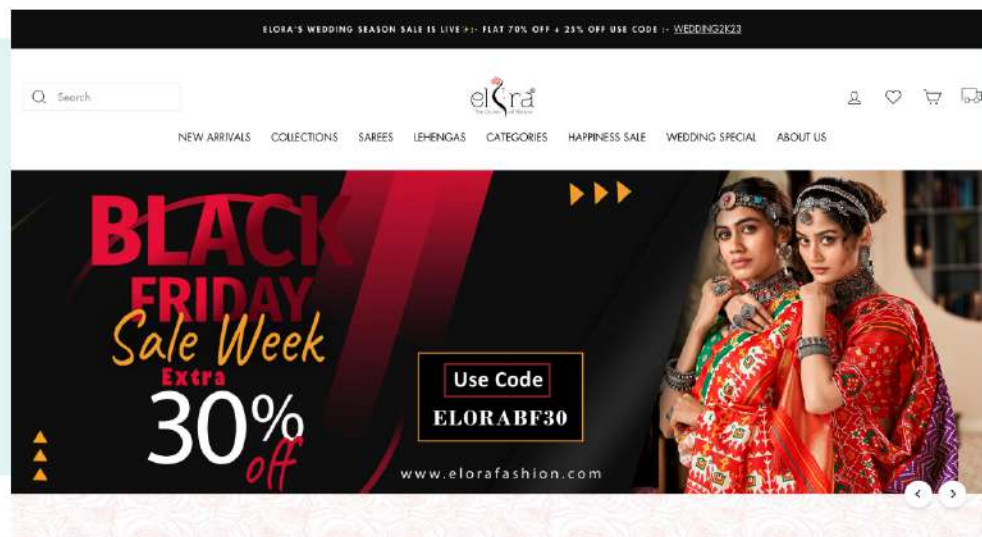 ELORA'S WEDDING SEASON SALE IS LIVE✨:- FLAT 70% OFF + 25% OFF USE CODE :- WEDDING2K23
Search
elora
NEW ARRIVALS COLLECTIONS SAREES LEHENGAS CATEGORIES HAPPINESS SALE WEDDING SPECIAL ABOUT US
BLACK
FRIDAY
Sale Week
Extra
30%
off
Use Code
ELORABF30
www.elorafashion.com